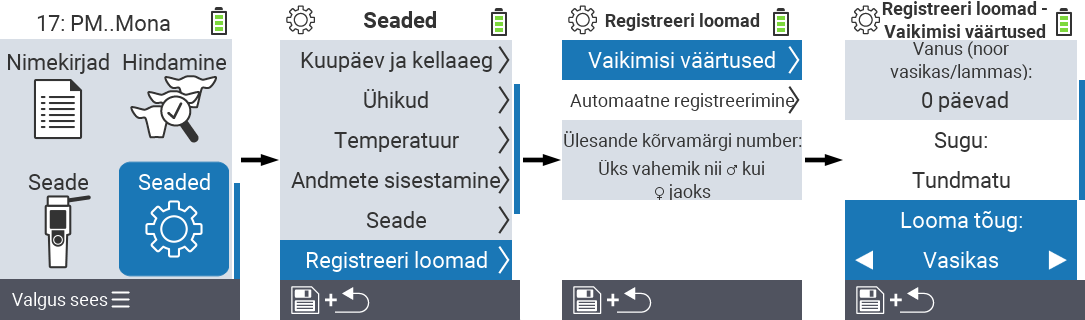 17: PM..Mona
Nimekirjad Hindamine
Seade Seaded
Valgus sees
Seaded
Kuupäev ja kellaaeg
Ühikud
Temperatuur
Andmete sisestamine
Seade
Registreeri loomad
+
Registreeri loomad
Vaikimisi väärtused
Automaatne registreerimine
Ülesande kõrvamärgi number:
Üks vahemik nii ♂ kui
♀ jaoks
+
Registreeri loomad -
Vaikimisi väärtused
Vanus (noor
vasikas/lammas):
0 päevad
Sugu:
Tundmatu
Looma tõug:
Vasikas
+